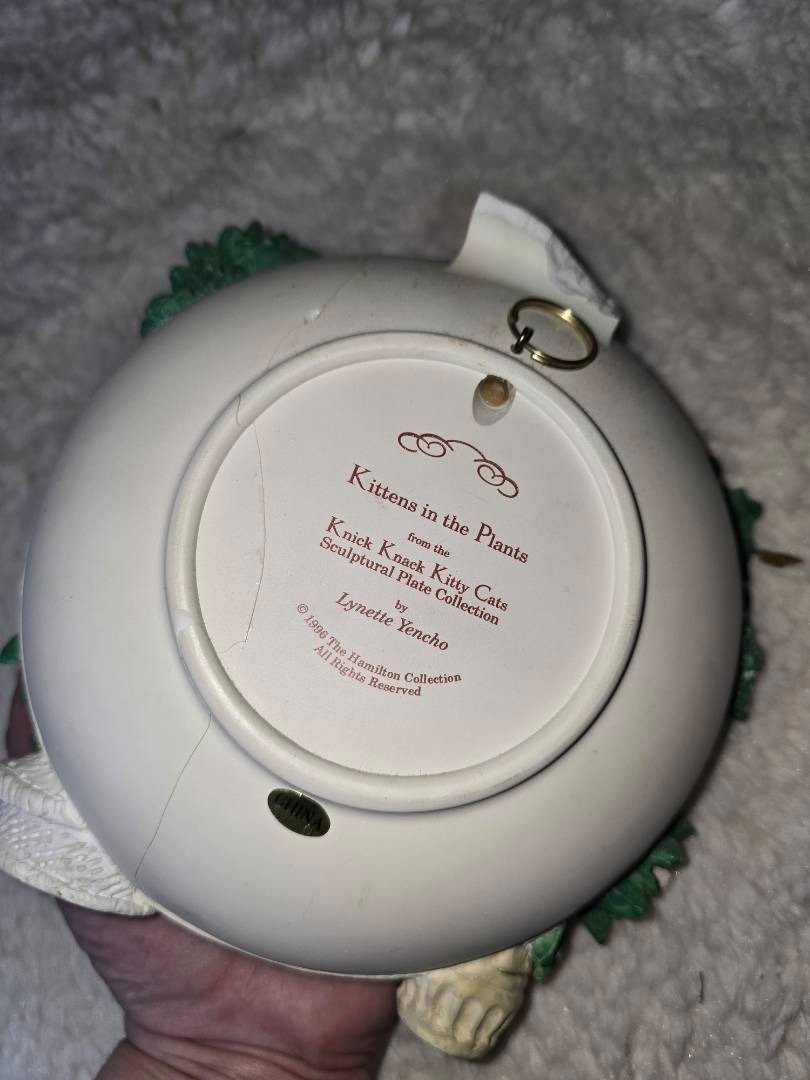 Kittens in the Plants
from the
Knick Knack Kitty Cats
Sculptural Plate Collection
by
Lynette Yencho
© 1996 The Hamilton Collection
All Rights Reserved
CHINA